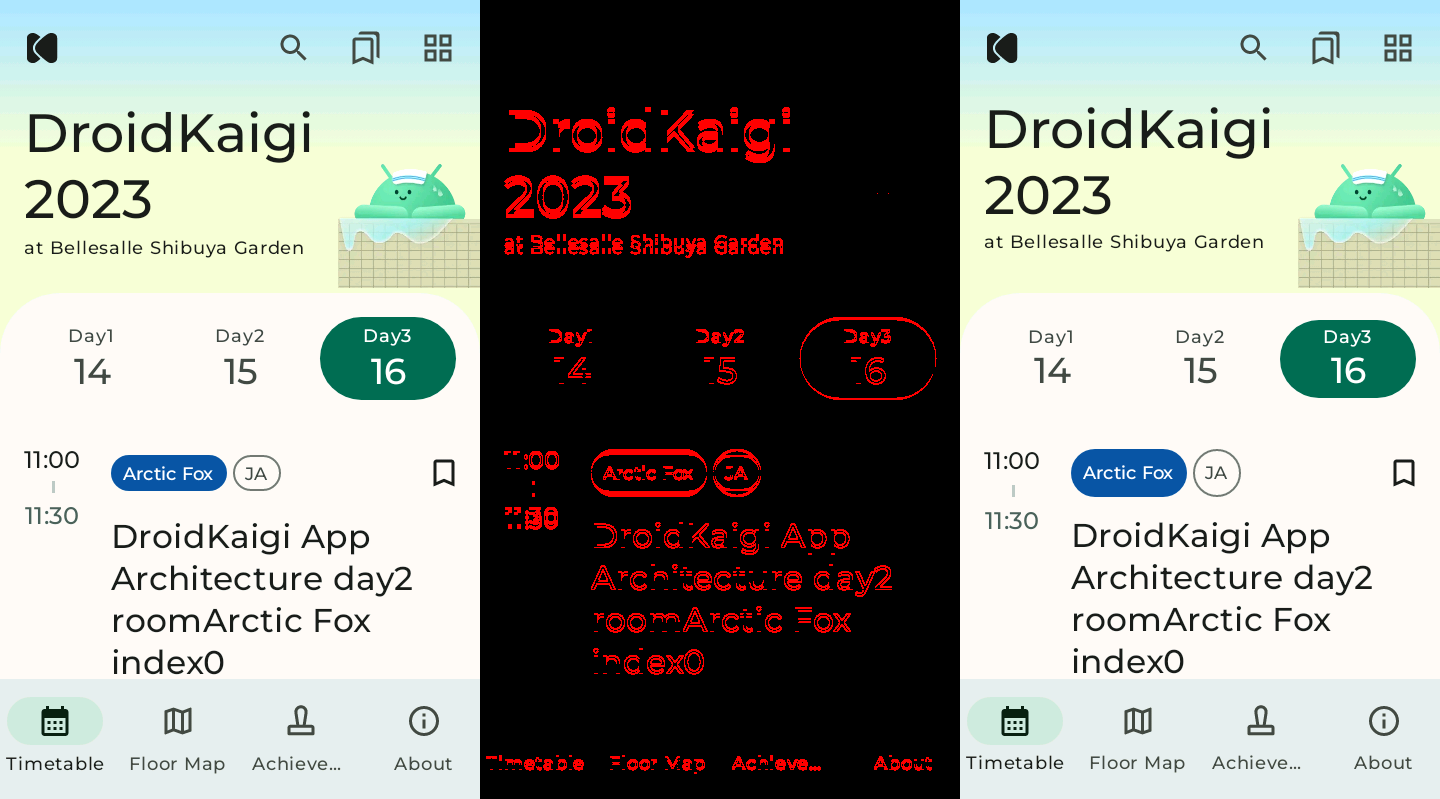 DroidKaigi
2023
at Bellesalle Shibuya Garden
Day1
14
Day2
15
Day3
16
11:00
11:30
Arctic Fox
JA
DroidKaigi App
Architecture day2
roomArctic Fox
index0
Timetable
Floor Map
Achieve...
About
DroidKaigi
2023
at Bellesalle Shibuya Garden
Day1
14
Day2
15
Day3
16
11:00
11:30
Arctic Fox
JA
DroidKaigi App
Architecture day2
roomArctic Fox
index0
Timetable
Floor Map
Achieve...
About
DroidKaigi
2023
at Bellesalle Shibuya Garden
Day1
14
Day2
15
Day3
16
11:00
11:30
Arctic Fox
JA
DroidKaigi App
Architecture day2
roomArctic Fox
index0
Timetable
Floor Map
Achieve...
About